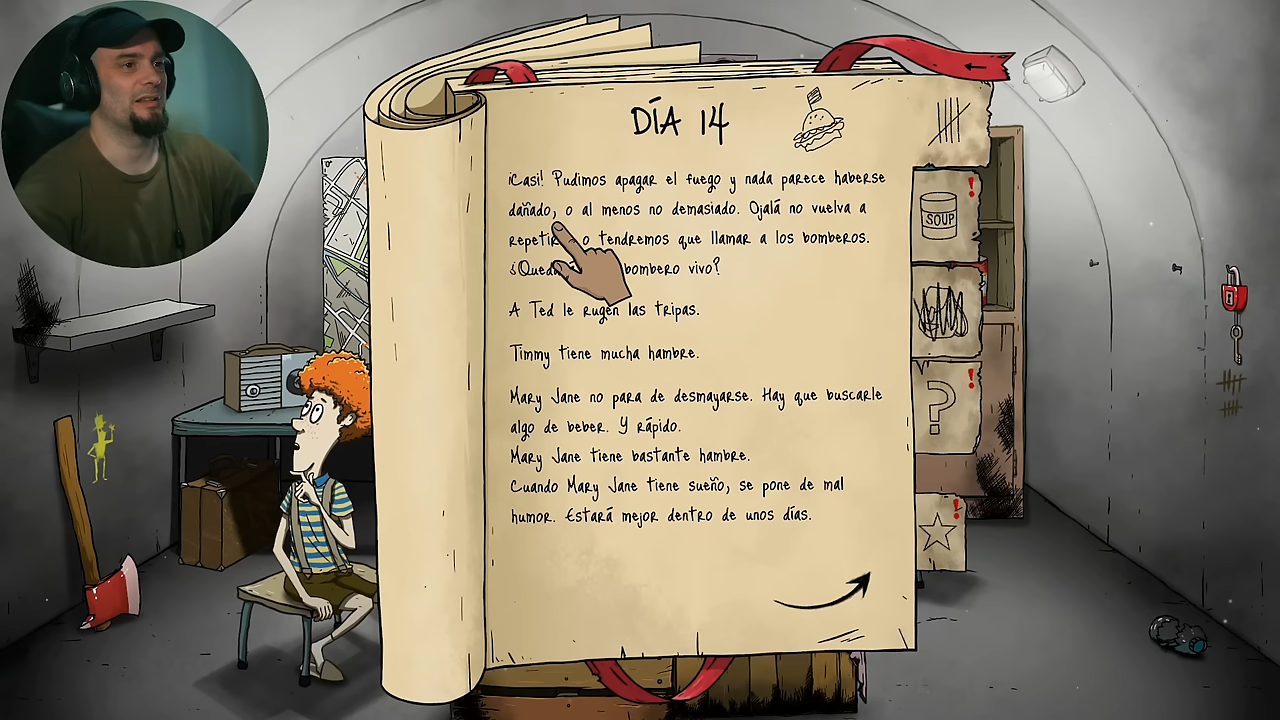 DÍA 14
¡Casi! Pudimos apagar el fuego y nada parece haberse
dañado, o al menos no demasiado. Ojalá no vuelva a
o tendremos que llamar a los bomberos.
bombero vivo?
A Ted le rugen las tripas.
Timmy tiene mucha hambre.
Mary Jane no para de desmayarse. Hay que buscarle
algo de beber. Y rápido.
Mary Jane tiene bastante hambre.
Cuando Mary Jane tiene sueño, se pone de mal
humor. Estará mejor dentro de unos días.
SOUP
!
?
!
!